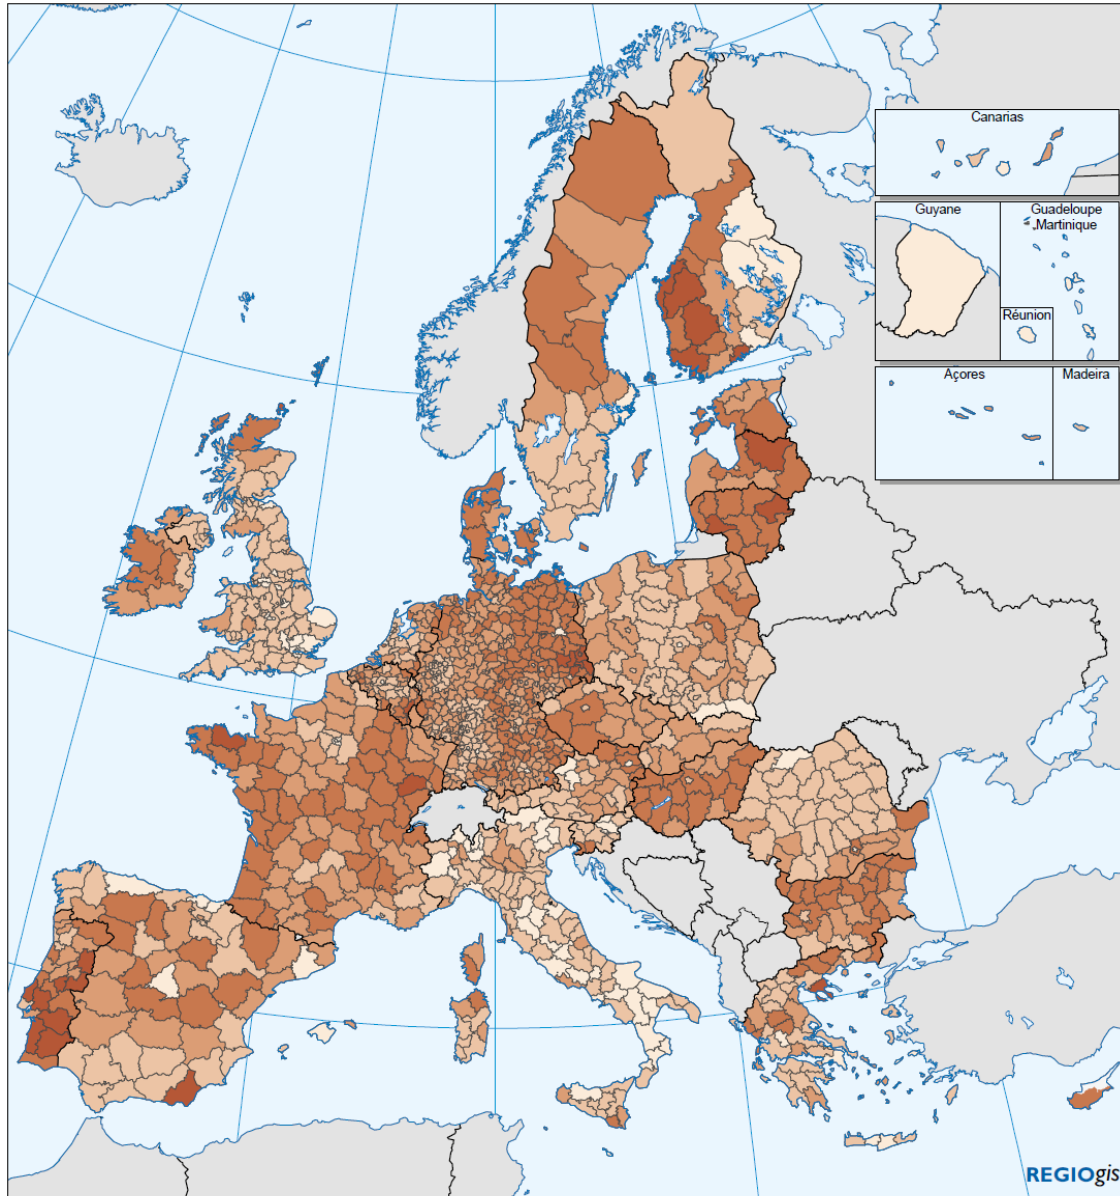 Canarias
Guyane
Guadeloupe
Martinique
Réunion
Açores
Madeira
REGIOgis